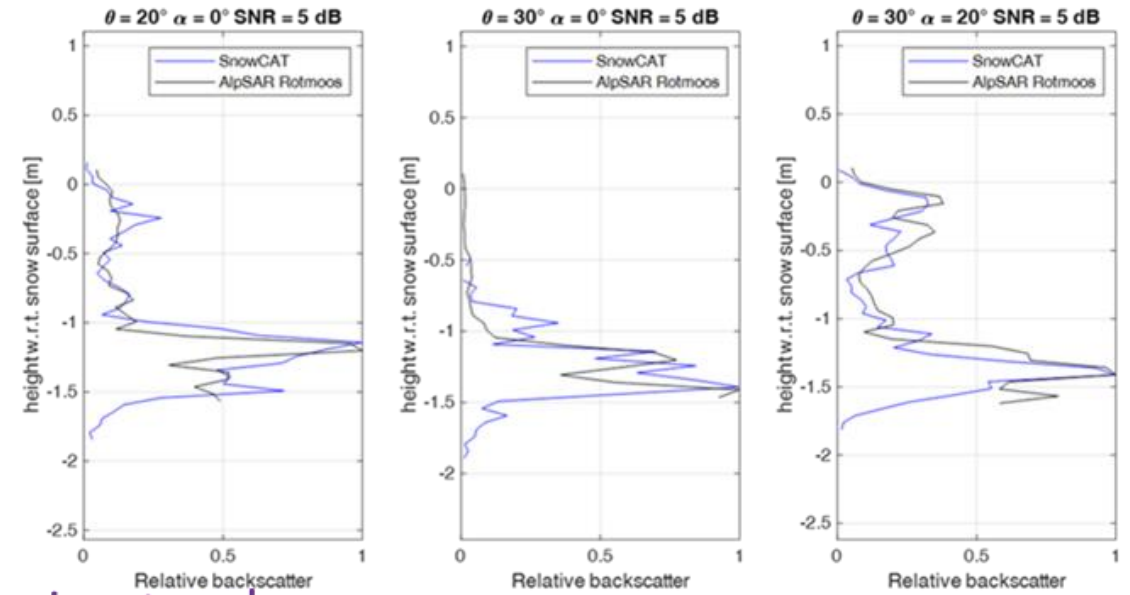 θ = 20° α = 0° SNR = 5 dB
SnowCAT
AlpSAR Rotmoos
height w.r.t. snow surface [m]
1
0.5
0
-0.5
-1
-1.5
-2
-2.5
0 0.5 1
Relative backscatter
θ = 30° α = 0° SNR = 5 dB
SnowCAT
AlpSAR Rotmoos
height w.r.t. snow surface [m]
1
0.5
0
-0.5
-1
-1.5
-2
0 0.5 1
Relative backscatter
θ = 30° α = 20° SNR = 5 dB
SnowCAT
AlpSAR Rotmoos
height w.r.t. snow surface [m]
1
0.5
0
-0.5
-1
-1.5
-2
-2.5
0 0.5 1
Relative backscatter